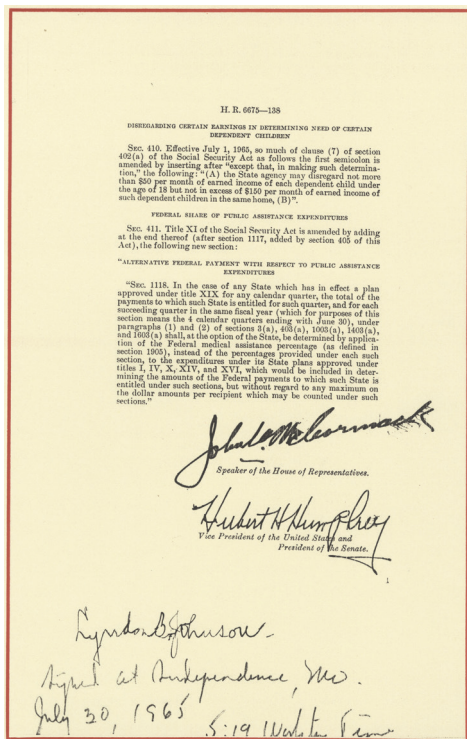 H. R. 6675—138
DISREGARDING CERTAIN EARNINGS IN DETERMINING NEED OF CERTAIN
DEPENDENT CHILDREN
SEC. 410. Effective July 1, 1965, so much of clause (7) of section
402(a) of the Social Security Act as follows the first semicolon is
amended by inserting after "except that, in making such determina-
tion," the following: "(A) the State agency may disregard not more
than $50 per month of earned income of each dependent child under
the age of 18 but not in excess of $150 per month of earned income of
such dependent children in the same home, (B)".
FEDERAL SHARE OF PUBLIC ASSISTANCE EXPENDITURES
SEC. 411. Title XI of the Social Security Act is amended by adding
at the end thereof (after section 1117, added by section 405 of this
Act), the following new section:
"ALTERNATIVE FEDERAL PAYMENT WITH RESPECT TO PUBLIC ASSISTANCE
EXPENDITURES
"SEC. 1118. In the case of any State which has in effect a plan
approved under title XIX for any calendar quarter, the total of the
payments to which such State is entitled for such quarter, and for each
succeeding quarter in the same fiscal year (which for purposes of this
section means the 4 calendar quarters ending with June 30), under
paragraphs (1) and (2) of sections 3(a), 403(a), 1003(a), 1403(a),
and 1603(a) shall, at the option of the State, be determined by applica-
tion of the Federal medical assistance percentage (as defined in
section 1905), instead of the percentages provided under each such
section, to the expenditures under its State plans approved under
titles I, IV, X, XIV, and XVI, which would be included in deter-
mining the amounts of the Federal payments to which such State is
entitled under such sections, but without regard to any maximum on
the dollar amounts per recipient which may be counted under such
sections."
John W. McCormack
Speaker of the House of Representatives.
Hubert H Humphrey
Vice President of the United States and
President of the Senate.
Lyndon B. Johnson
Signed at Independence, Mo.
July 30, 1965
5:19 Time